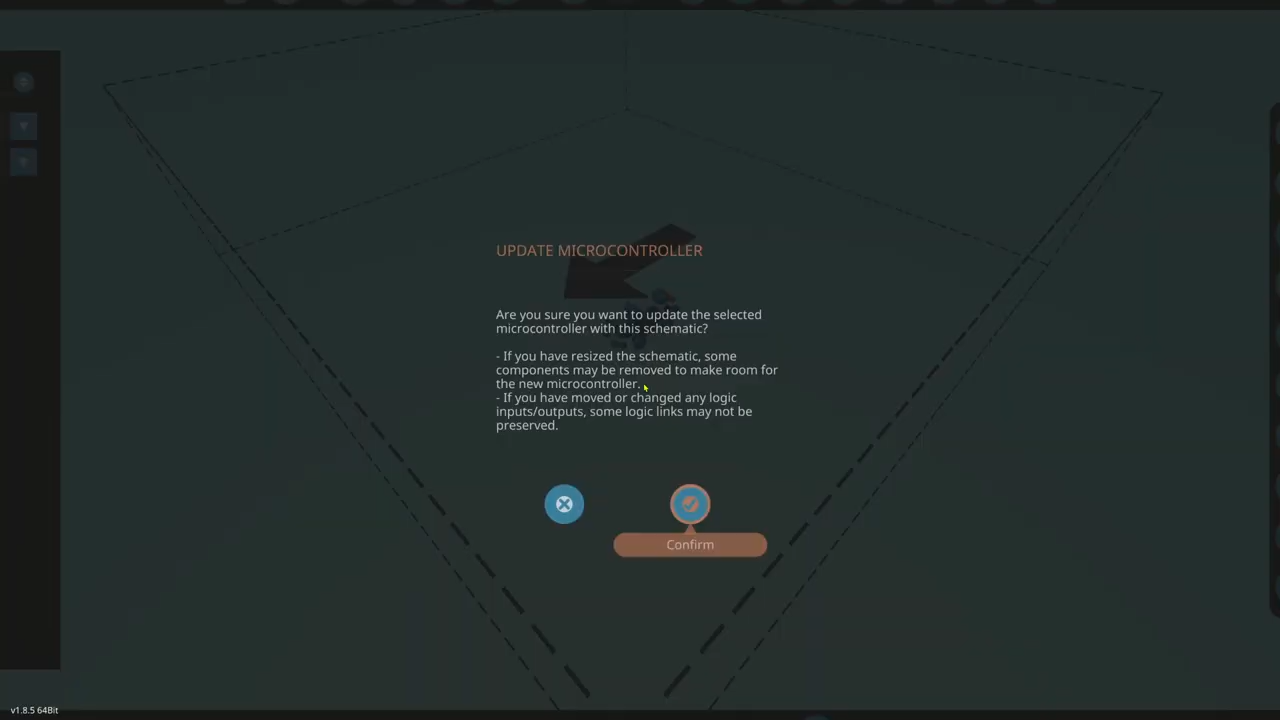 UPDATE MICROCONTROLLER
Are you sure you want to update the selected
microcontroller with this schematic?
- If you have resized the schematic, some
components may be removed to make room for
the new microcontroller.
- If you have moved or changed any logic
inputs/outputs, some logic links may not be
preserved.
Confirm
v1.8.5 64Bit